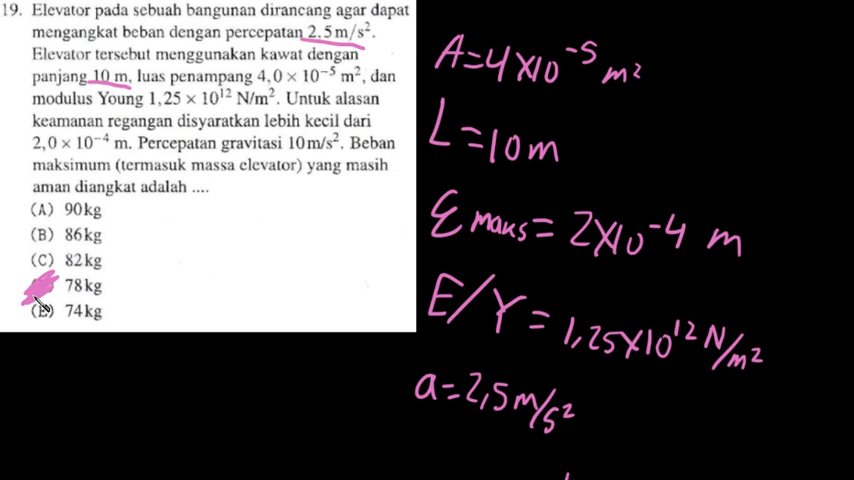 19. Elevator pada sebuah bangunan dirancang agar dapat
mengangkat beban dengan percepatan 2,5 m/s².
Elevator tersebut menggunakan kawat dengan
panjang 10 m, luas penampang 4,0 × 10⁻⁵ m², dan
modulus Young 1,25 × 10¹² N/m². Untuk alasan
keamanan regangan disyaratkan lebih kecil dari
2,0 × 10⁻⁴ m. Percepatan gravitasi 10 m/s². Beban
maksimum (termasuk massa elevator) yang masih
aman diangkat adalah ....
(A) 90 kg
(B) 86 kg
(C) 82 kg
78 kg
(E) 74 kg
A=4×10⁻⁵ m²
L=10m
Ɛ maks = 2×10⁻⁴ m
E/Y = 1,25×10¹² N/m²
a=2,5 m/s²